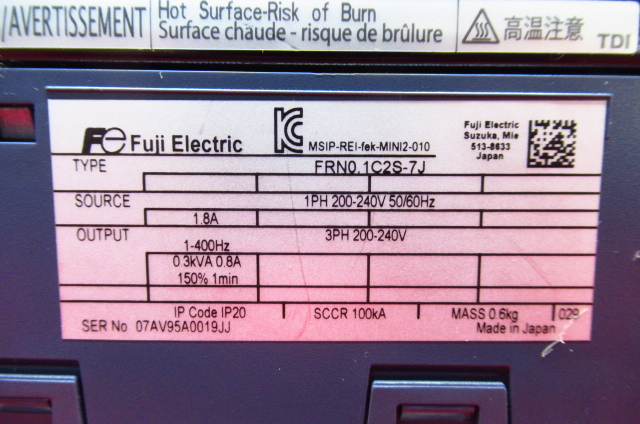 /AVERTISSEMENT
Hot Surface-Risk of Burn
Surface chaude - risque de brûlure
高温注意
TDI
Fe Fuji Electric
KC
MSIP-REI-fek-MINI2-010
Fuji Electric
Suzuka, Mie
513-8633
Japan
TYPE FRN0.1C2S-7J
SOURCE 1PH 200-240V 50/60Hz
1.8A
OUTPUT 3PH 200-240V
1-400Hz
0.3kVA 0.8A
150% 1min
IP Code IP20 SCCR 100kA MASS 0.6kg 029
SER No 07AV95A0019JJ Made in Japan